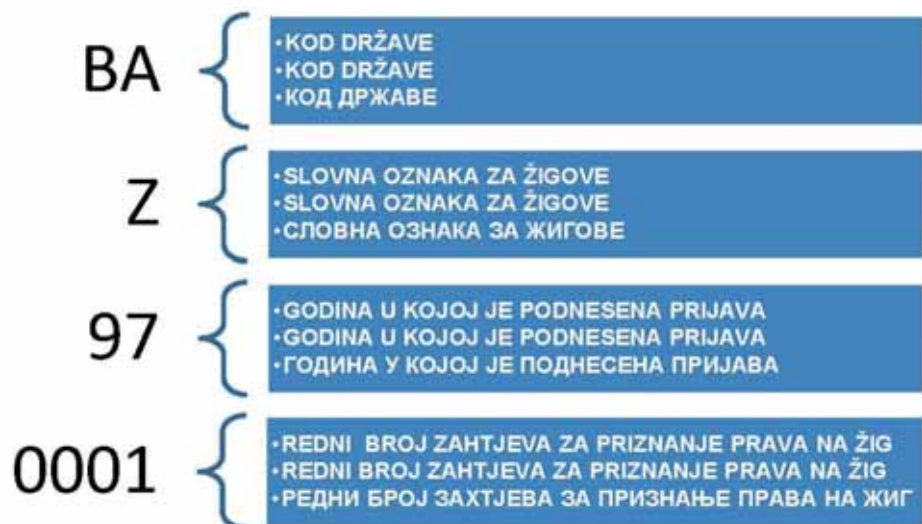 BA
•KOD DRŽAVE
•KOD DRŽAVE
•КОД ДРЖАВЕ
Z
•SLOVNA OZNAKA ZA ŽIGOVE
•SLOVNA OZNAKA ZA ŽIGOVE
•СЛОВНА ОЗНАКА ЗА ЖИГОВЕ
97
•GODINA U KOJOJ JE PODNESENA PRIJAVA
•GODINA U KOJOJ JE PODNESENA PRIJAVA
•ГОДИНА У КОЈОЈ ЈЕ ПОДНЕСЕНА ПРИЈАВА
0001
•REDNI BROJ ZAHTJEVA ZA PRIZNANJE PRAVA NA ŽIG
•REDNI BROJ ZAHTJEVA ZA PRIZNANJE PRAVA NA ŽIG
•РЕДНИ БРОЈ ЗАХТЈЕВА ЗА ПРИЗНАЊЕ ПРАВА НА ЖИГ